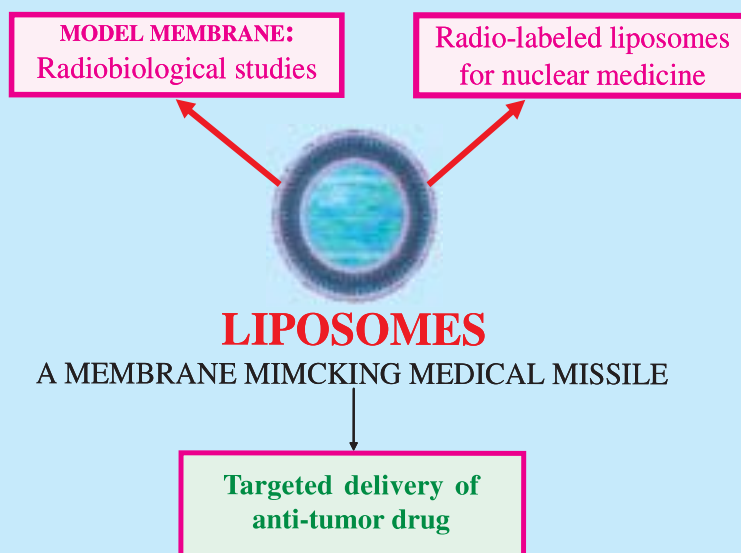 MODEL MEMBRANE:
Radiobiological studies
Radio-labeled liposomes
for nuclear medicine
LIPOSOMES
A MEMBRANE MIMCKING MEDICAL MISSILE
Targeted delivery of
anti-tumor drug